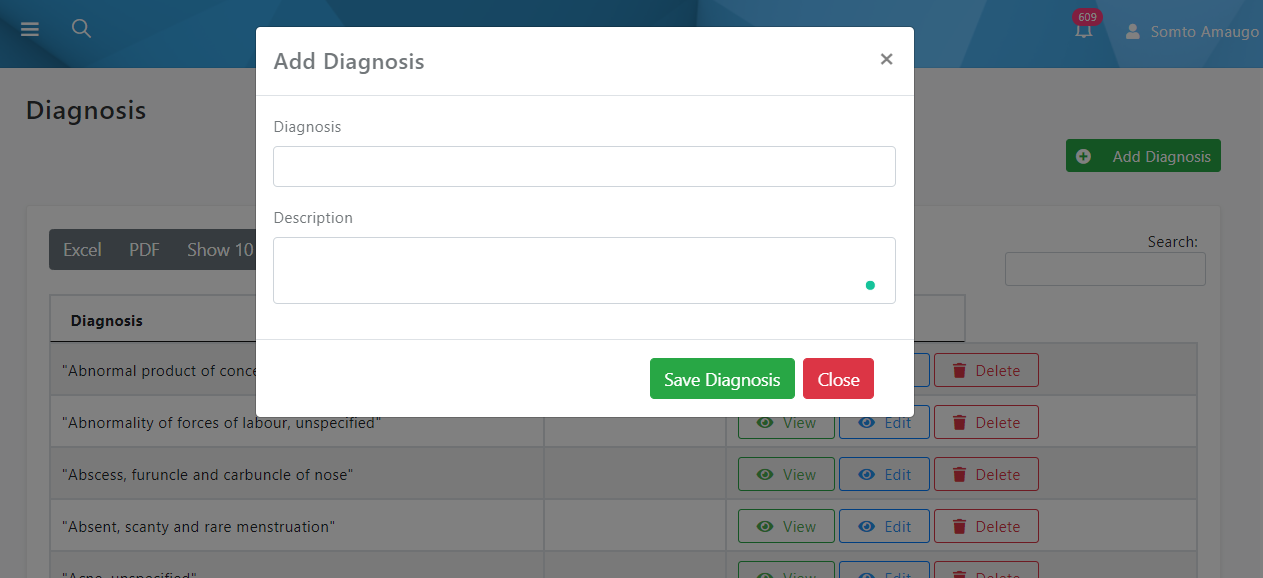 609
Somto Amaugo
Add Diagnosis
×
Diagnosis
Diagnosis
Add Diagnosis
Description
Excel PDF Show 10
Search:
Diagnosis
"Abnormal product of conce
Delete
Save Diagnosis Close
"Abnormality of forces of labour, unspecified" View Edit Delete
"Abscess, furuncle and carbuncle of nose" View Edit Delete
"Absent, scanty and rare menstruation" View Edit Delete
"Acne, unspecified" View Edit Delete